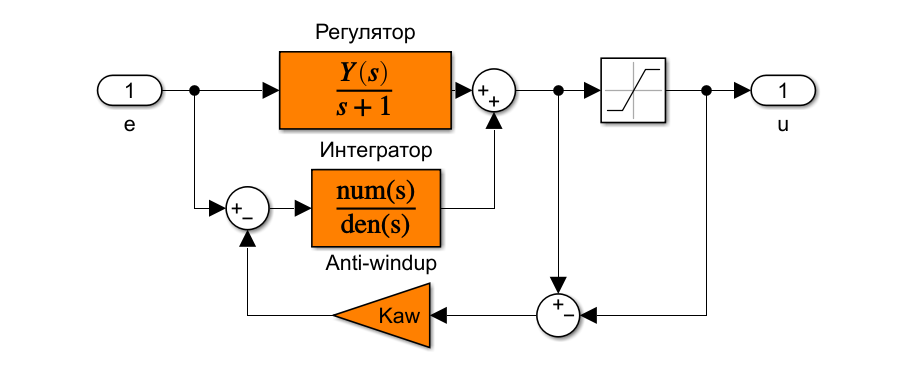 Регулятор
1
Y(s)
s + 1
+
+
1
e
u
Интегратор
+
−
num(s)
den(s)
Anti-windup
Kaw
+
−